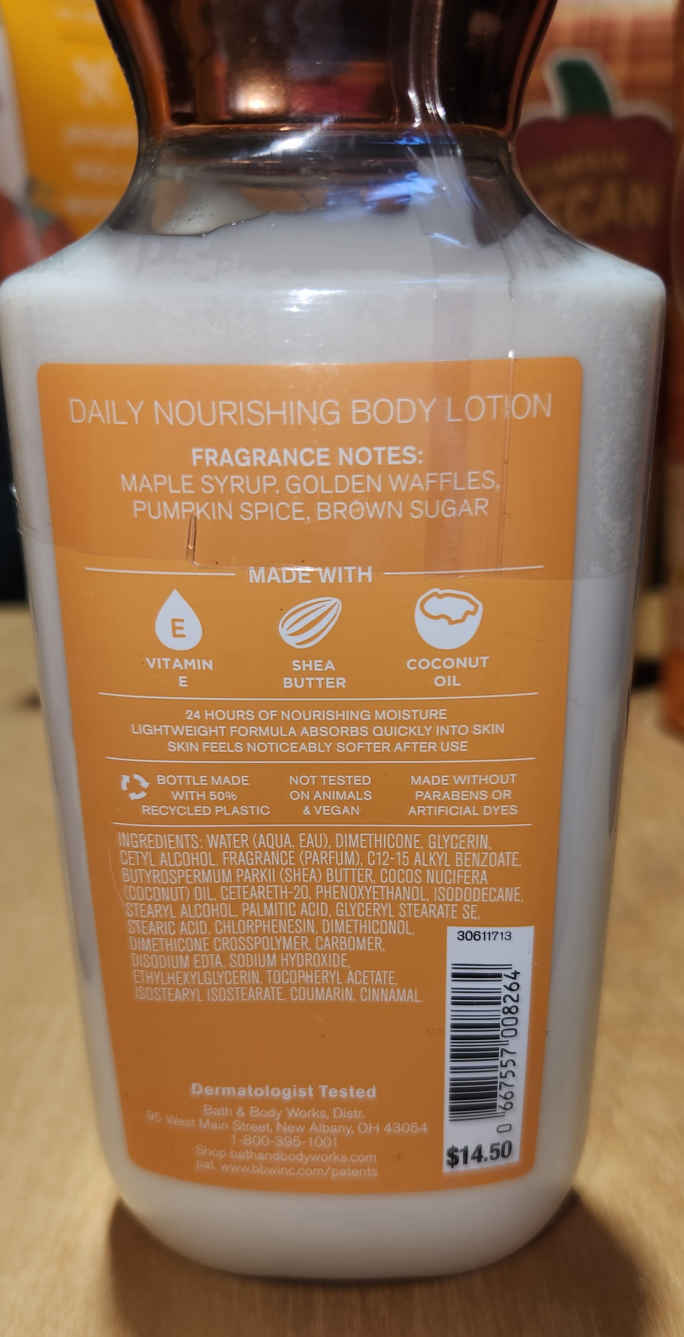 CCAN
DAILY NOURISHING BODY LOTION
FRAGRANCE NOTES:
MAPLE SYRUP, GOLDEN WAFFLES,
PUMPKIN SPICE, BROWN SUGAR
MADE WITH
E
VITAMIN
E
SHEA
BUTTER
COCONUT
OIL
24 HOURS OF NOURISHING MOISTURE
LIGHTWEIGHT FORMULA ABSORBS QUICKLY INTO SKIN
SKIN FEELS NOTICEABLY SOFTER AFTER USE
BOTTLE MADE
WITH 50%
RECYCLED PLASTIC
NOT TESTED
ON ANIMALS
& VEGAN
MADE WITHOUT
PARABENS OR
ARTIFICIAL DYES
INGREDIENTS: WATER (AQUA, EAU), DIMETHICONE, GLYCERIN,
CETYL ALCOHOL, FRAGRANCE (PARFUM), C12-15 ALKYL BENZOATE,
BUTYROSPERMUM PARKII (SHEA) BUTTER, COCOS NUCIFERA
(COCONUT) OIL, CETEARETH-20, PHENOXYETHANOL, ISODODECANE,
STEARYL ALCOHOL, PALMITIC ACID, GLYCERYL STEARATE SE,
STEARIC ACID, CHLORPHENESIN, DIMETHICONOL,
DIMETHICONE CROSSPOLYMER, CARBOMER,
DISODIUM EDTA, SODIUM HYDROXIDE,
ETHYLHEXYLGLYCERIN, TOCOPHERYL ACETATE,
ISOSTEARYL ISOSTEARATE, COUMARIN, CINNAMAL
30611713
0 667557 008264
$14.50
Dermatologist Tested
Bath & Body Works, Distr.
95 West Main Street, New Albany, OH 43054
1-800-395-1001
Shop bathandbodyworks.com
pat. www.bbwinc.com/patents